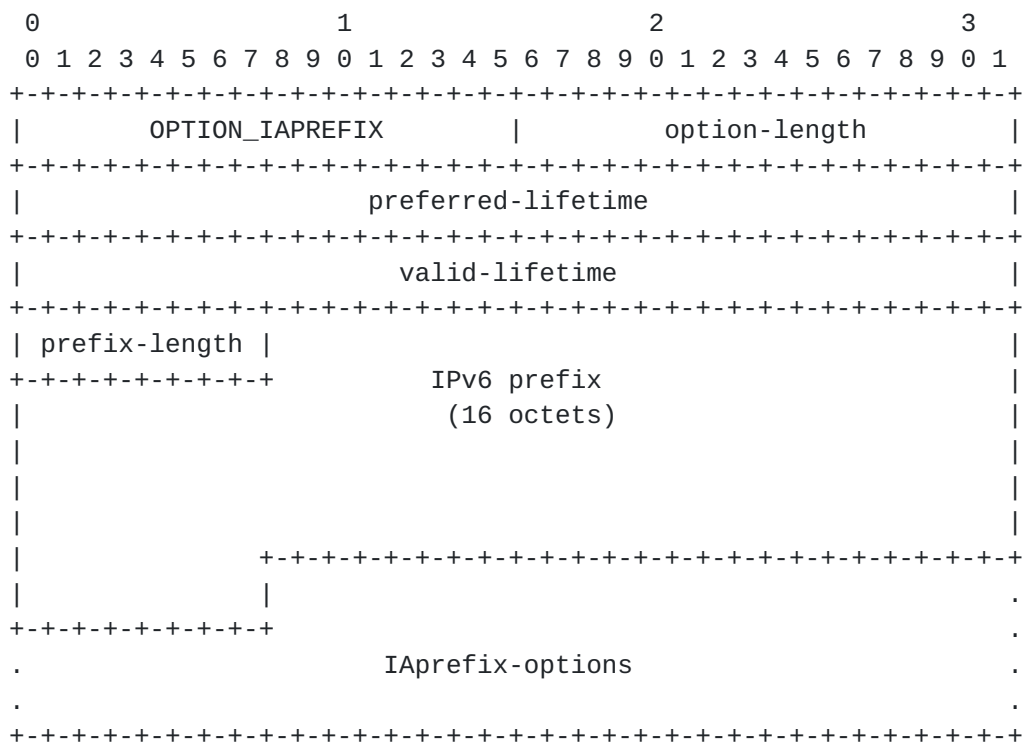 0                   1                   2                   3
 0 1 2 3 4 5 6 7 8 9 0 1 2 3 4 5 6 7 8 9 0 1 2 3 4 5 6 7 8 9 0 1
+-+-+-+-+-+-+-+-+-+-+-+-+-+-+-+-+-+-+-+-+-+-+-+-+-+-+-+-+-+-+-+-+
|        OPTION_IAPREFIX        |         option-length         |
+-+-+-+-+-+-+-+-+-+-+-+-+-+-+-+-+-+-+-+-+-+-+-+-+-+-+-+-+-+-+-+-+
|                      preferred-lifetime                       |
+-+-+-+-+-+-+-+-+-+-+-+-+-+-+-+-+-+-+-+-+-+-+-+-+-+-+-+-+-+-+-+-+
|                        valid-lifetime                         |
+-+-+-+-+-+-+-+-+-+-+-+-+-+-+-+-+-+-+-+-+-+-+-+-+-+-+-+-+-+-+-+-+
| prefix-length |                                               |
+-+-+-+-+-+-+-+-+          IPv6 prefix                          |
|                           (16 octets)                         |
|                                                               |
|                                                               |
|                                                               |
|               +-+-+-+-+-+-+-+-+-+-+-+-+-+-+-+-+-+-+-+-+-+-+-+-+
|               |                                               .
+-+-+-+-+-+-+-+-+                                               .
.                       IAprefix-options                        .
.                                                               .
+-+-+-+-+-+-+-+-+-+-+-+-+-+-+-+-+-+-+-+-+-+-+-+-+-+-+-+-+-+-+-+-+